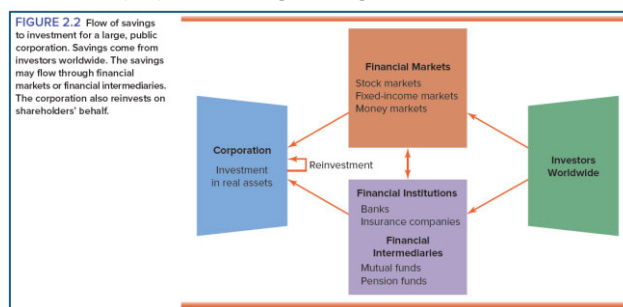 FIGURE 2.2 Flow of savings
to investment for a large, public
corporation. Savings come from
investors worldwide. The savings
may flow through financial
markets or financial intermediaries.
The corporation also reinvests on
shareholders' behalf.
Financial Markets
Stock markets
Fixed-income markets
Money markets
Corporation
Investment
in real assets
Reinvestment
Investors
Worldwide
Financial Institutions
Banks
Insurance companies
Financial
Intermediaries
Mutual funds
Pension funds